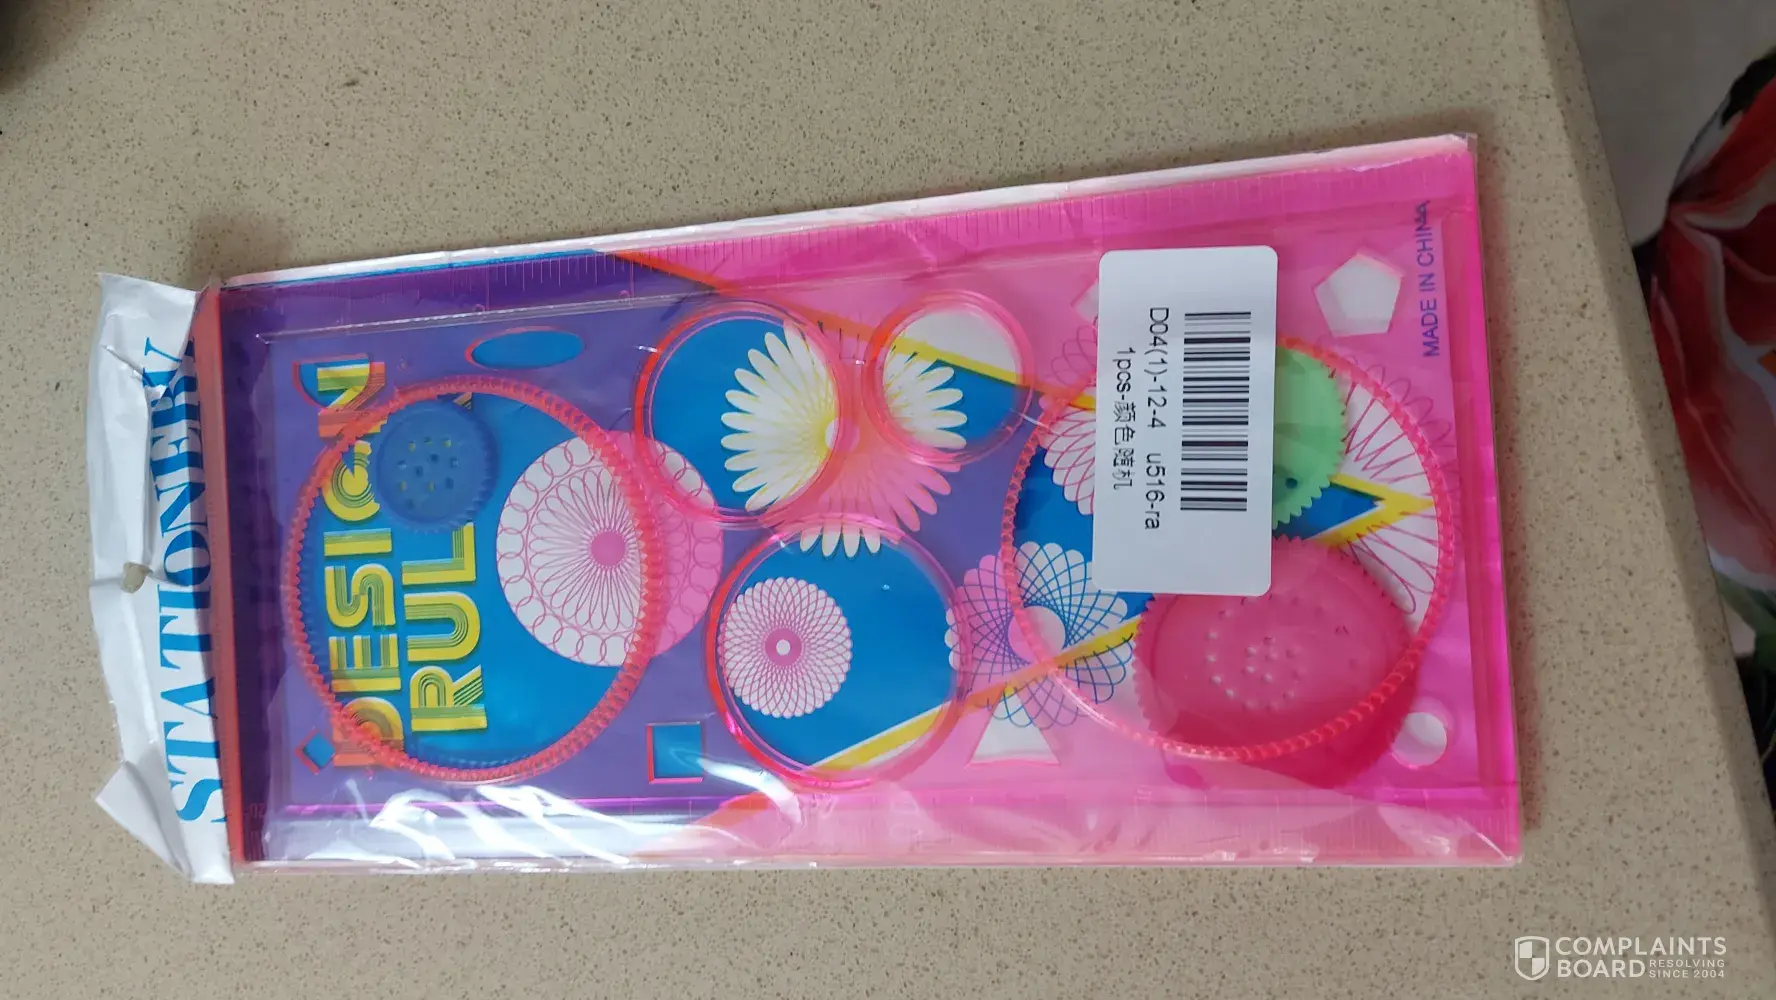 STATIONERY
DESIGN
RUL
D04(1)-12-4 u516-ra
1pcs-颜色随机
MADE IN CHINA
COMPLAINTS
BOARD RESOLVING
SINCE 2004